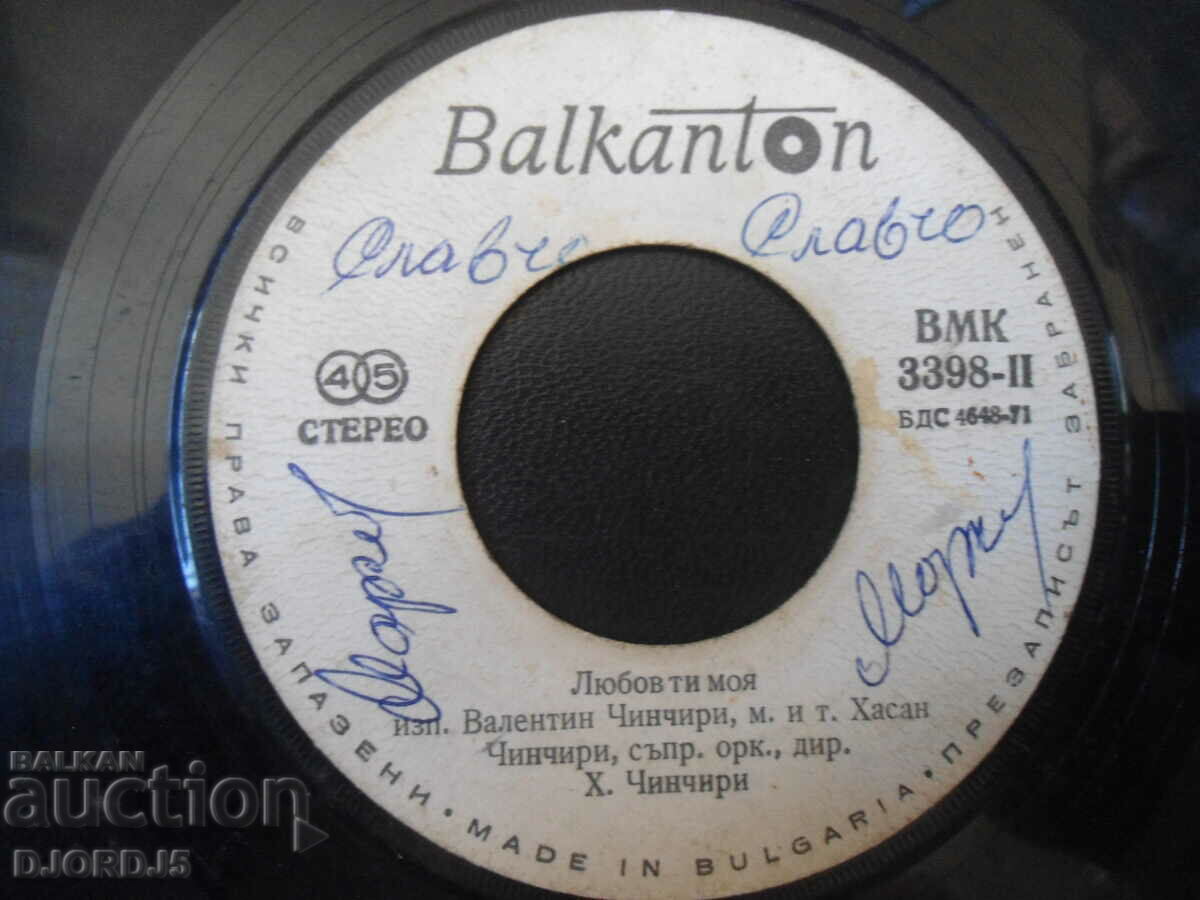 Balkanton
Славчо Славчо
45
СТЕРЕО
ВМК
3398-II
БДС 4648-71
Любов ти моя
изп. Валентин Чинчири, м. и т. Хасан
Чинчири, съпр. орк., дир.
Х. Чинчири
ВСИЧКИ ПРАВА ЗАПАЗЕНИ • MADE IN BULGARIA • ПРЕЗАПИСЪТ ЗАБРАНЕН
BALKAN
auction
DJORD_J5